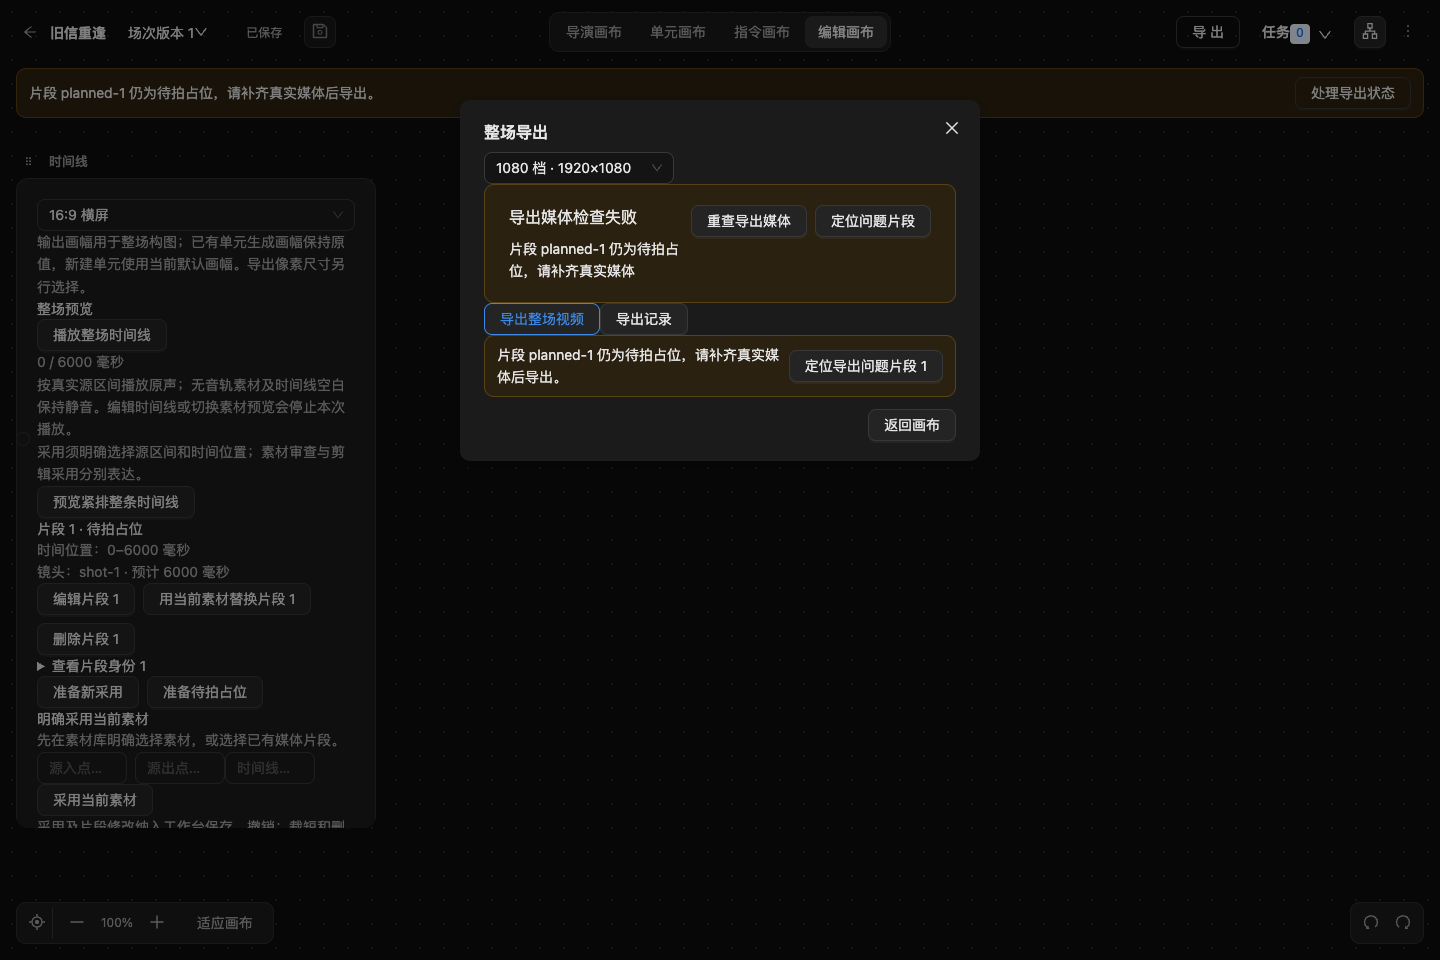 旧信重逢
场次版本 1
已保存
导演画布
单元画布
指令画布
编辑画布
导 出
任务 0
片段 planned-1 仍为待拍占位，请补齐真实媒体后导出。
处理导出状态
时间线
16:9 横屏
输出画幅用于整场构图；已有单元生成画幅保持原
值，新建单元使用当前默认画幅。导出像素尺寸另
行选择。
整场预览
播放整场时间线
0 / 6000 毫秒
按真实源区间播放原声；无音轨素材及时间线空白
保持静音。编辑时间线或切换素材预览会停止本次
播放。
采用须明确选择源区间和时间位置；素材审查与剪
辑采用分别表达。
预览紧排整条时间线
片段 1 · 待拍占位
时间位置：0–6000 毫秒
镜头：shot-1 · 预计 6000 毫秒
编辑片段 1
用当前素材替换片段 1
删除片段 1
查看片段身份 1
准备新采用
准备待拍占位
明确采用当前素材
先在素材库明确选择素材，或选择已有媒体片段。
源入点...
源出点...
时间线...
采用当前素材
采用及片段修改纳入工作台保存、撤销；裁短和删
整场导出
1080 档 · 1920×1080
导出媒体检查失败
片段 planned-1 仍为待拍占
位，请补齐真实媒体
重查导出媒体
定位问题片段
导出整场视频
导出记录
片段 planned-1 仍为待拍占位，请补齐真实媒
体后导出。
定位导出问题片段 1
返回画布
100%
适应画布